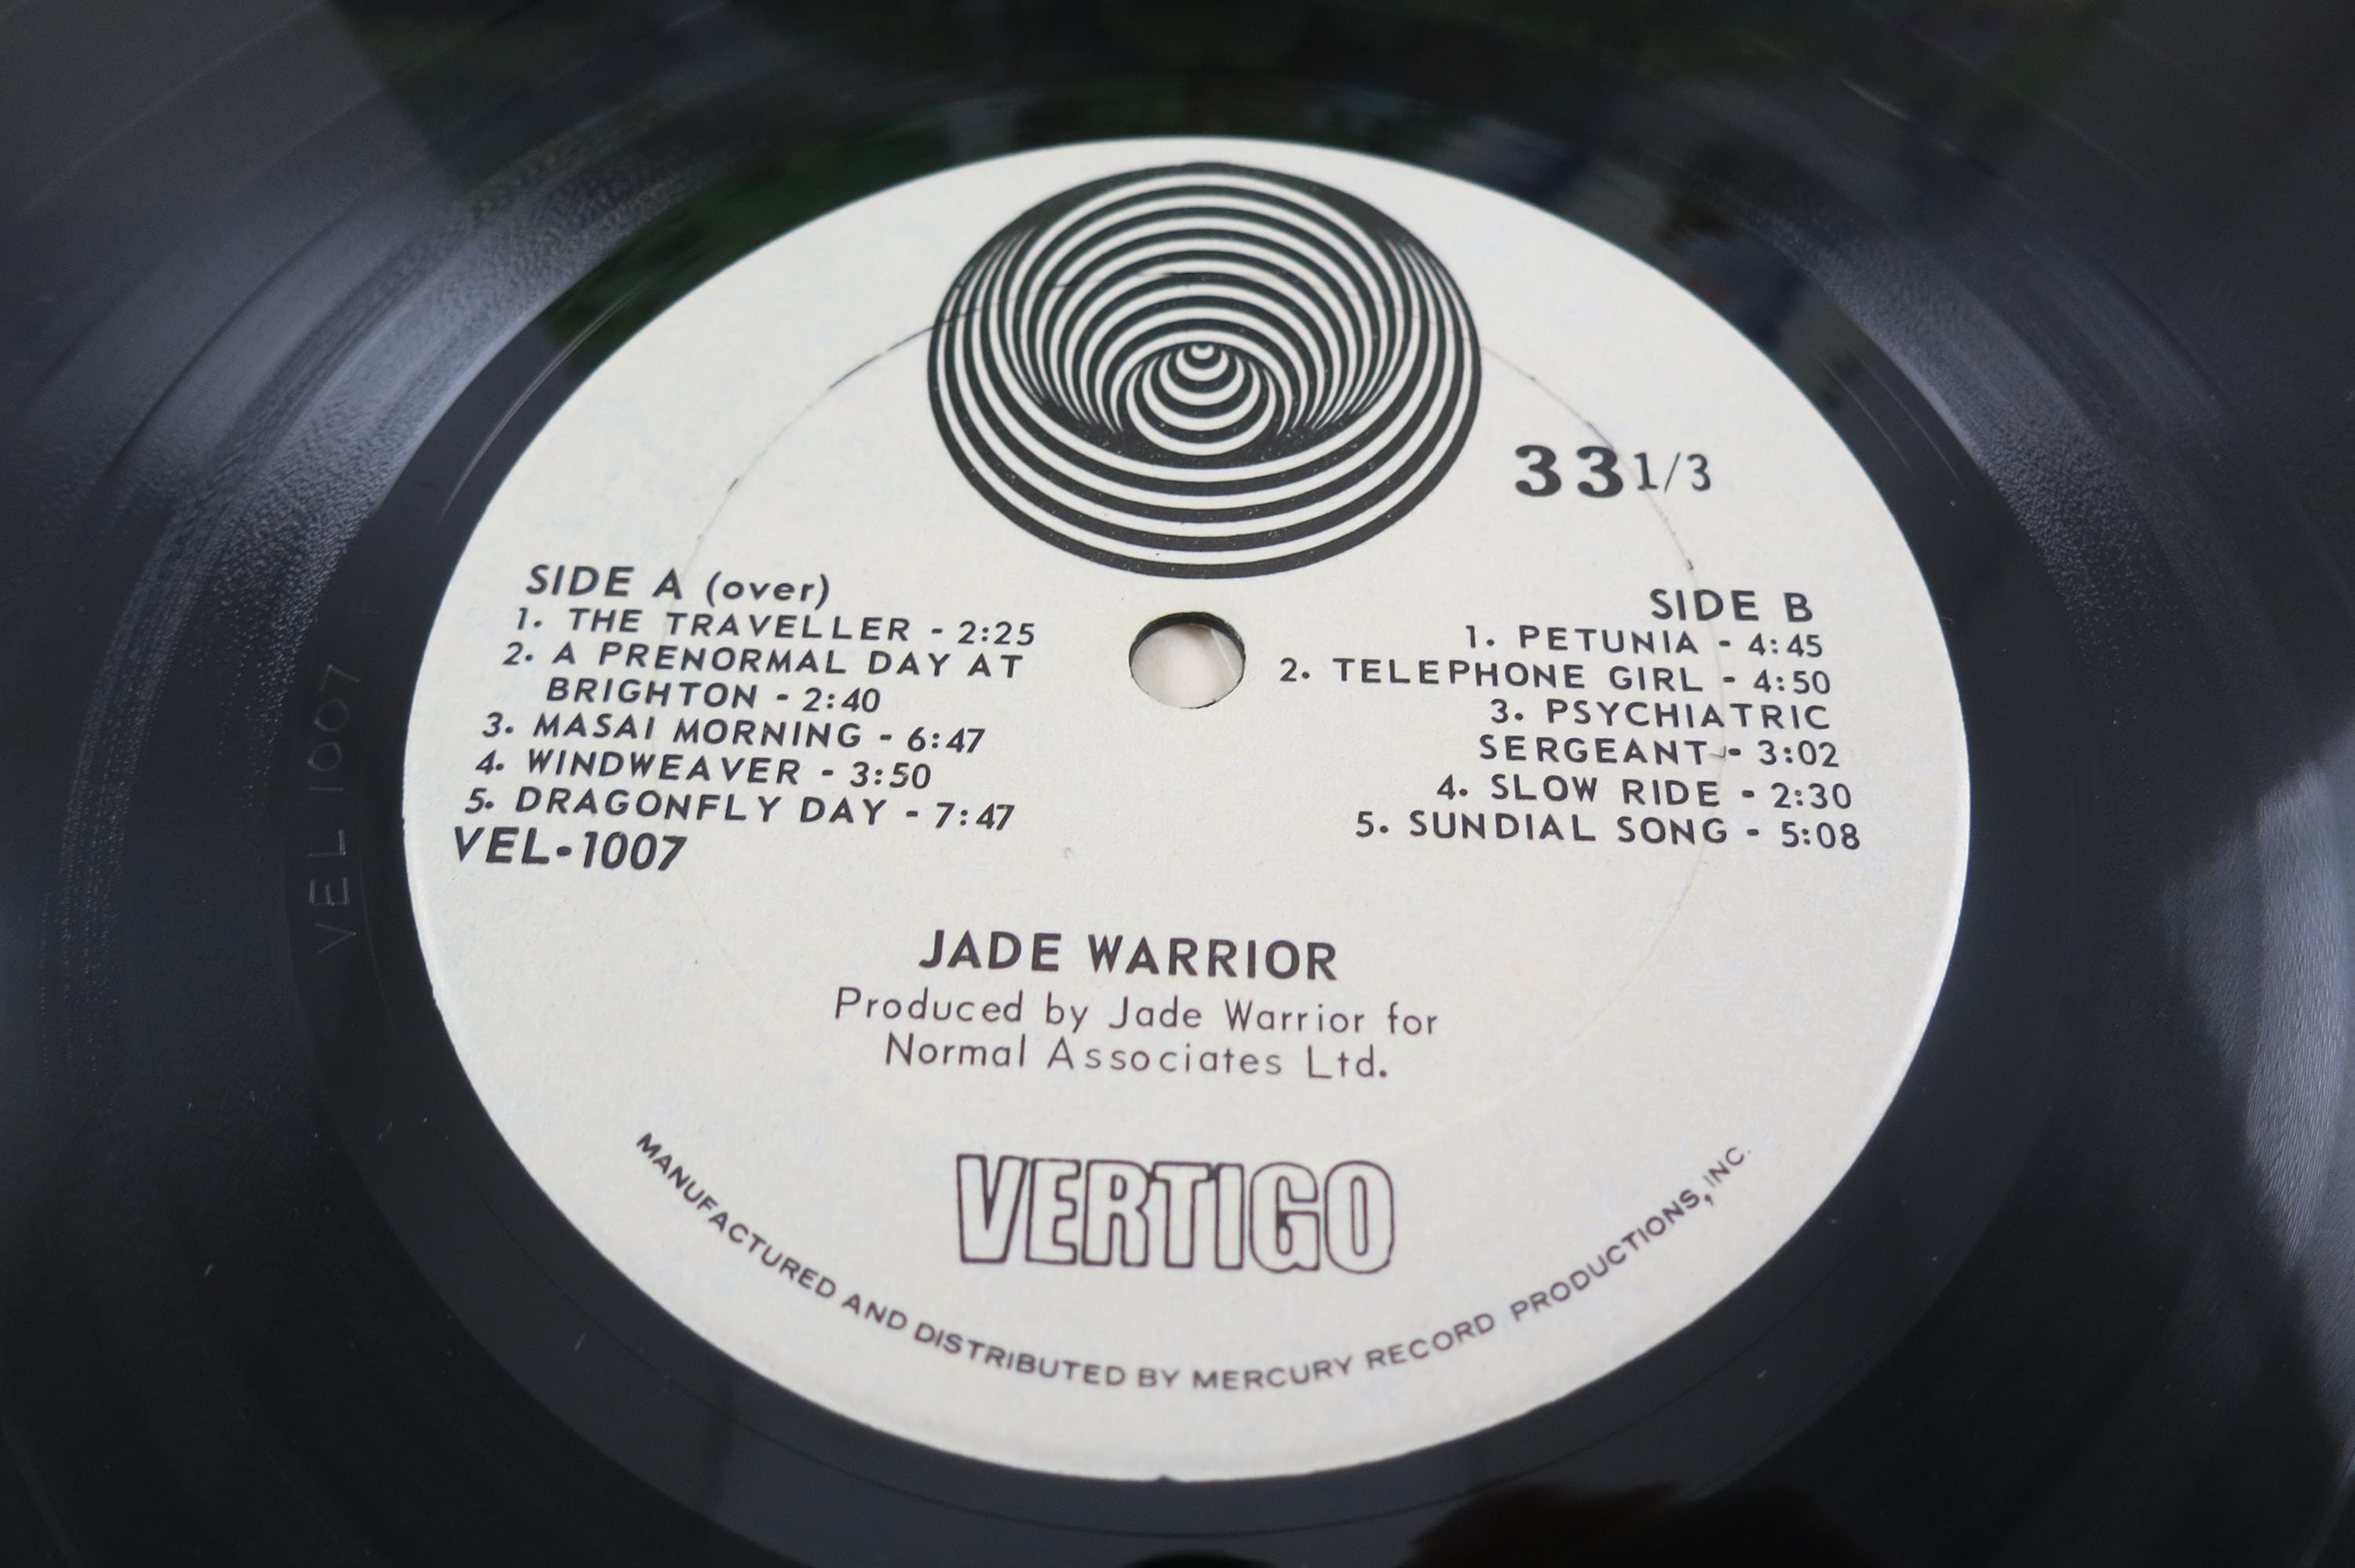 33 1/3
SIDE A (over)
1. THE TRAVELLER - 2:25
2. A PRENORMAL DAY AT
BRIGHTON - 2:40
3. MASAI MORNING - 6:47
4. WINDWEAVER - 3:50
5. DRAGONFLY DAY - 7:47
VEL-1007
SIDE B
1. PETUNIA - 4:45
2. TELEPHONE GIRL - 4:50
3. PSYCHIATRIC
SERGEANT - 3:02
4. SLOW RIDE - 2:30
5. SUNDIAL SONG - 5:08
JADE WARRIOR
Produced by Jade Warrior for
Normal Associates Ltd.
VERTIGO
MANUFACTURED AND DISTRIBUTED BY MERCURY RECORD PRODUCTIONS, INC.
VEL 1007